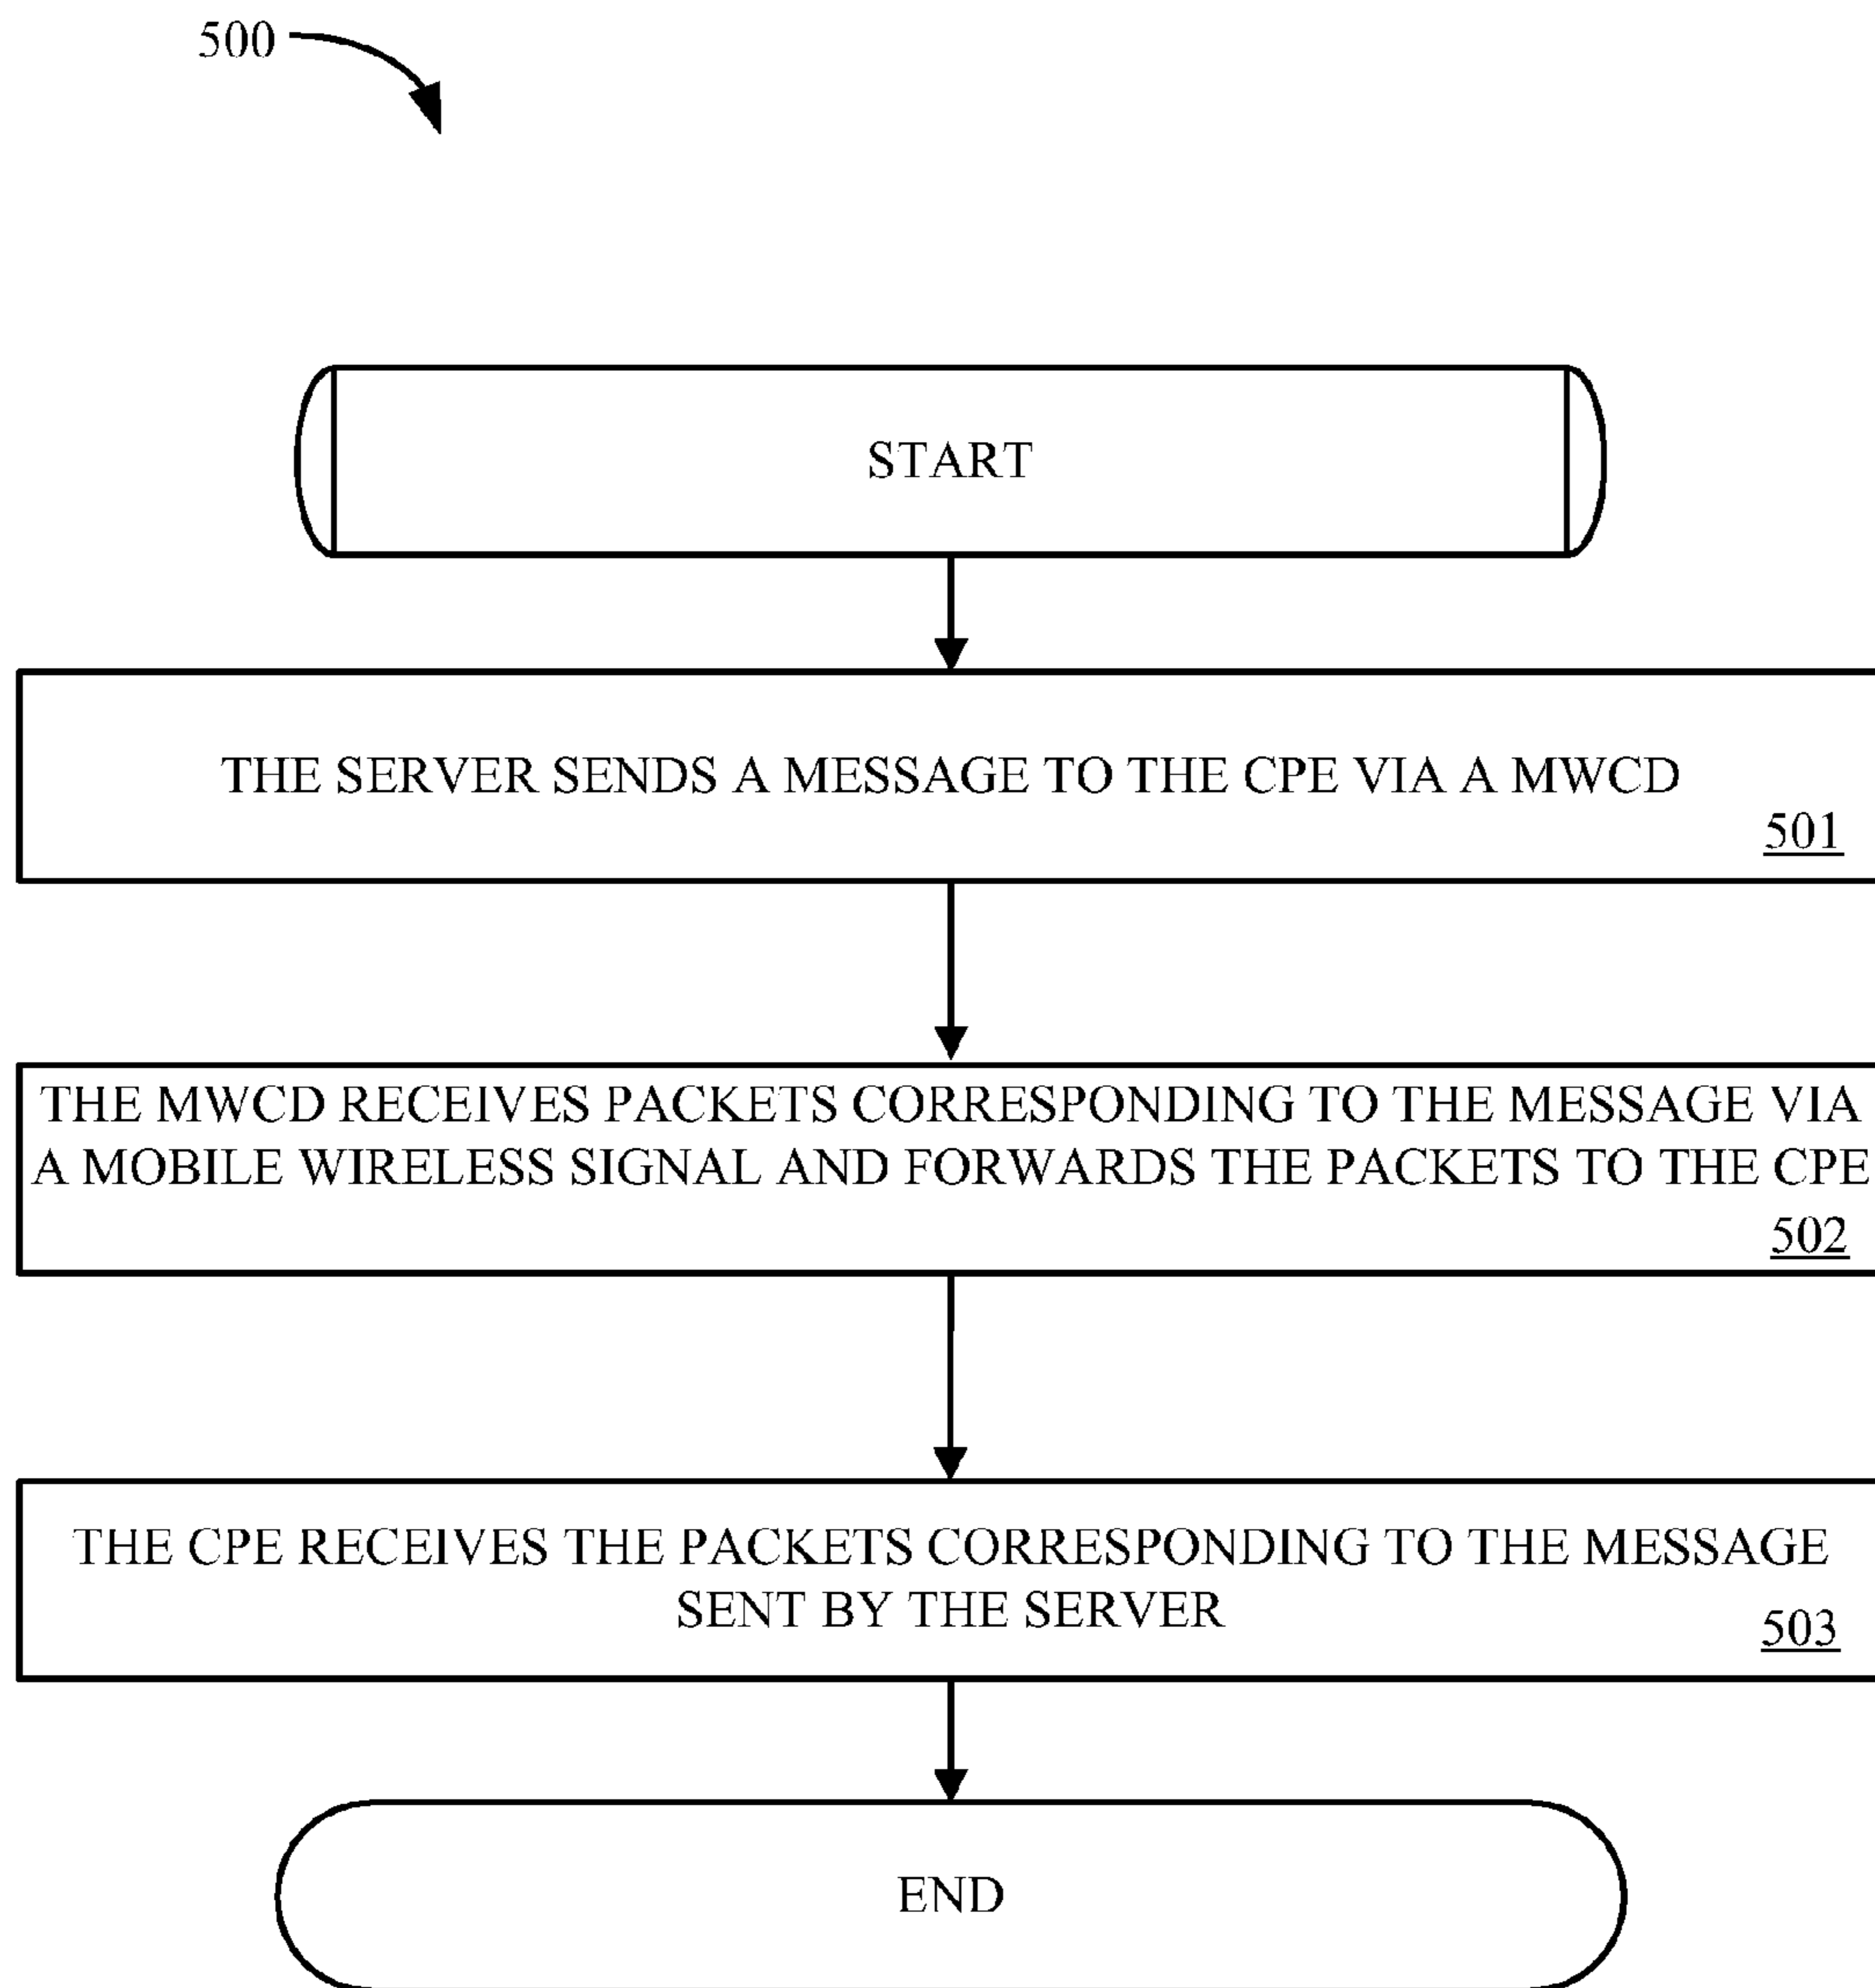 500
START
THE SERVER SENDS A MESSAGE TO THE CPE VIA A MWCD
501
THE MWCD RECEIVES PACKETS CORRESPONDING TO THE MESSAGE VIA
A MOBILE WIRELESS SIGNAL AND FORWARDS THE PACKETS TO THE CPE
502
THE CPE RECEIVES THE PACKETS CORRESPONDING TO THE MESSAGE
SENT BY THE SERVER
503
END